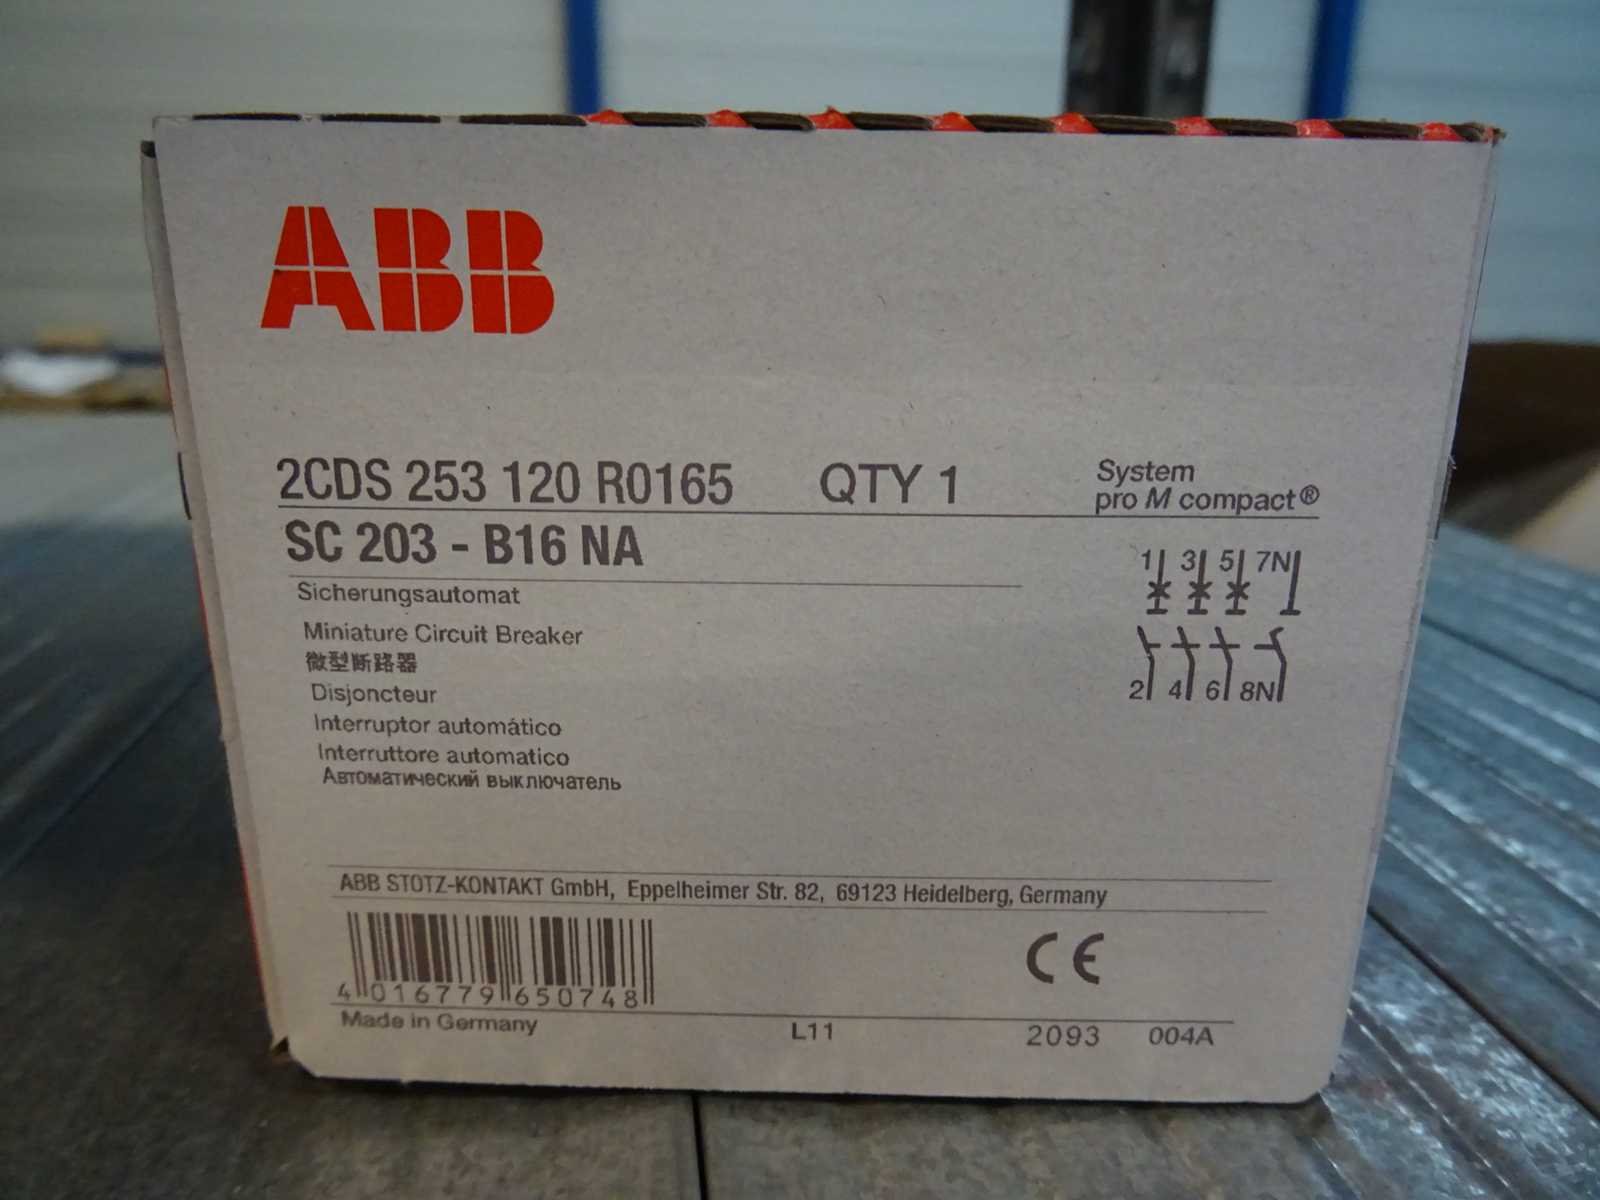 ABB
2CDS 253 120 R0165 QTY 1
System
pro M compact®
SC 203 - B16 NA
1 3 5 7N
2 4 6 8N
Sicherungsautomat
Miniature Circuit Breaker
微型断路器
Disjoncteur
Interruptor automático
Interruttore automatico
Автоматический выключатель
ABB STOTZ-KONTAKT GmbH, Eppelheimer Str. 82, 69123 Heidelberg, Germany
4 016779 650748
CE
Made in Germany L11 2093 004A